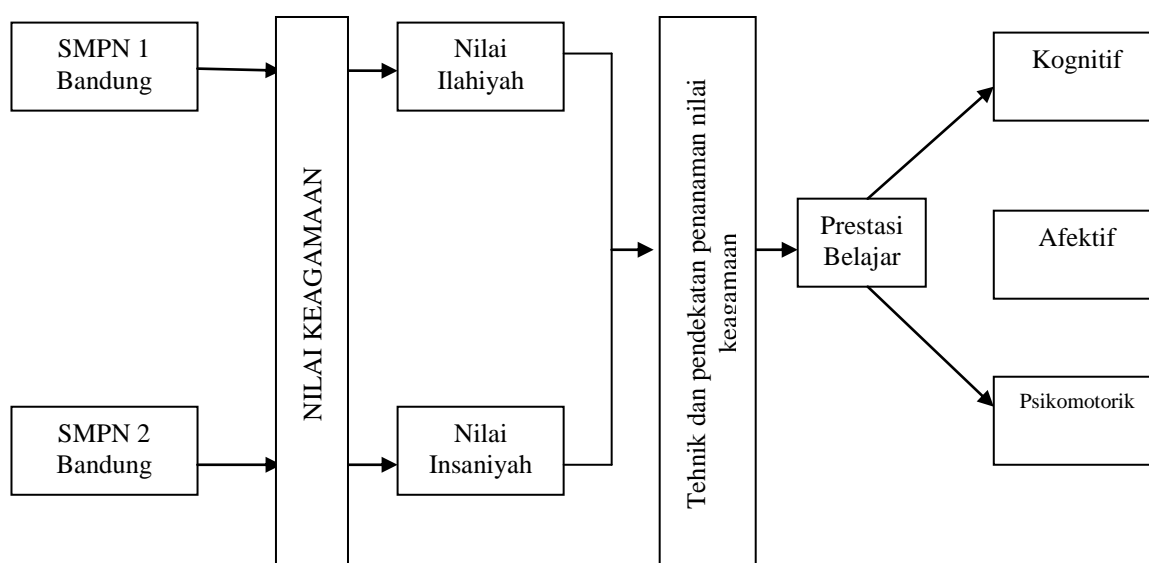 SMPN 1
Bandung
SMPN 2
Bandung
NILAI KEAGAMAAN
Nilai
Ilahiyah
Nilai
Insaniyah
Tehnik dan pendekatan penanaman nilai
keagamaan
Prestasi
Belajar
Kognitif
Afektif
Psikomotorik